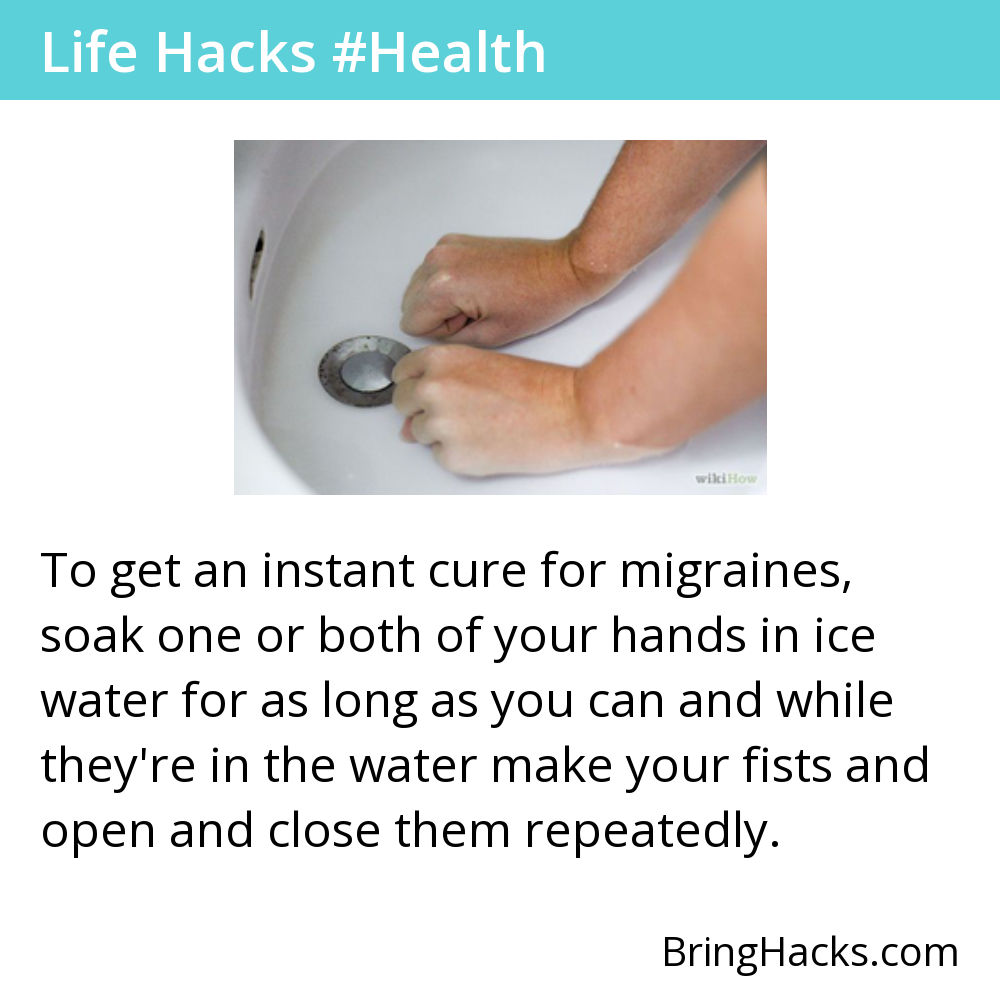 Life Hacks #Health
wikiHow
To get an instant cure for migraines,
soak one or both of your hands in ice
water for as long as you can and while
they're in the water make your fists and
open and close them repeatedly.
BringHacks.com